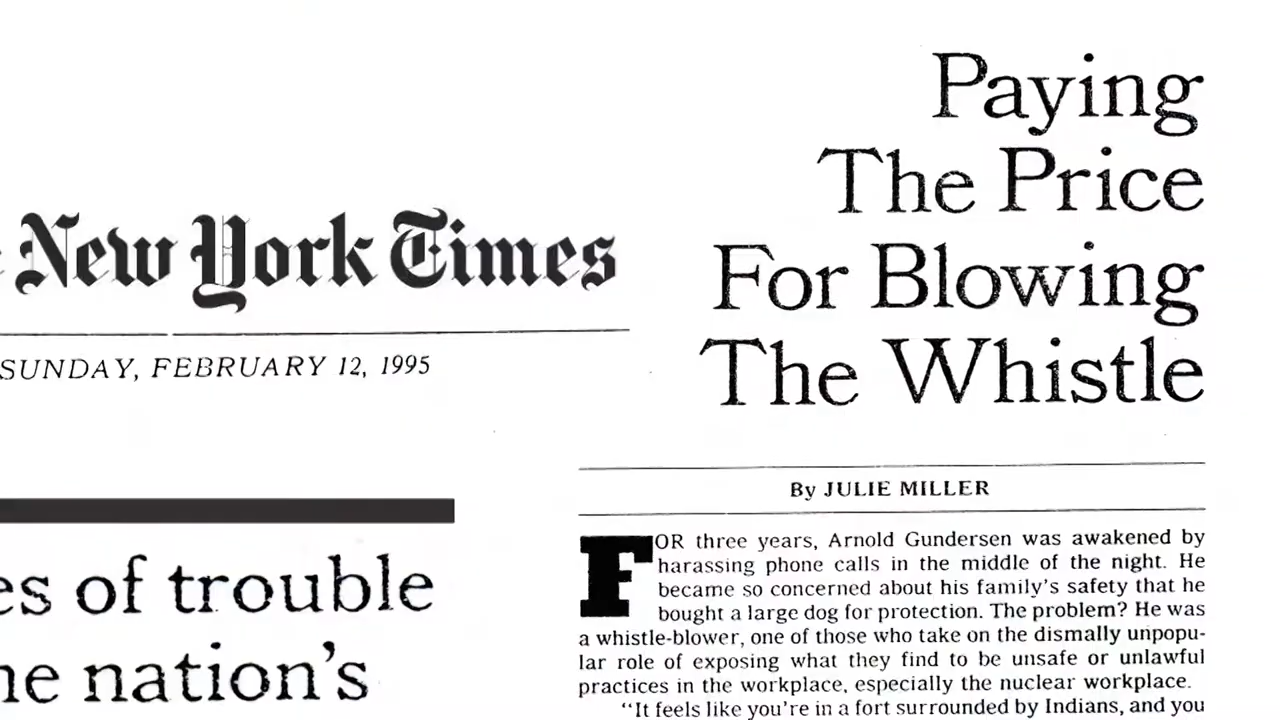 New York Times
SUNDAY, FEBRUARY 12, 1995
of trouble
nation's
Paying
The Price
For Blowing
The Whistle
By JULIE MILLER
FOR three years, Arnold Gundersen was awakened by
harassing phone calls in the middle of the night. He
became so concerned about his family's safety that he
bought a large dog for protection. The problem? He was
a whistle-blower, one of those who take on the dismally unpopu-
lar role of exposing what they find to be unsafe or unlawful
practices in the workplace, especially the nuclear workplace.
"It feels like you're in a fort surrounded by Indians, and you